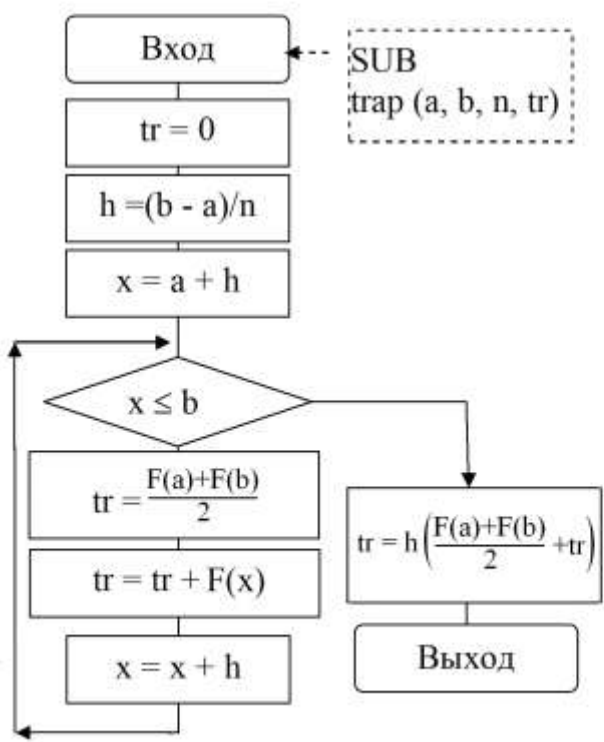 Вход
SUB
trap (a, b, n, tr)
tr = 0
h =(b - a)/n
x = a + h
x ≤ b
tr = F(a)+F(b)/2
tr = tr + F(x)
x = x + h
tr = h (F(a)+F(b)/2 +tr)
Выход